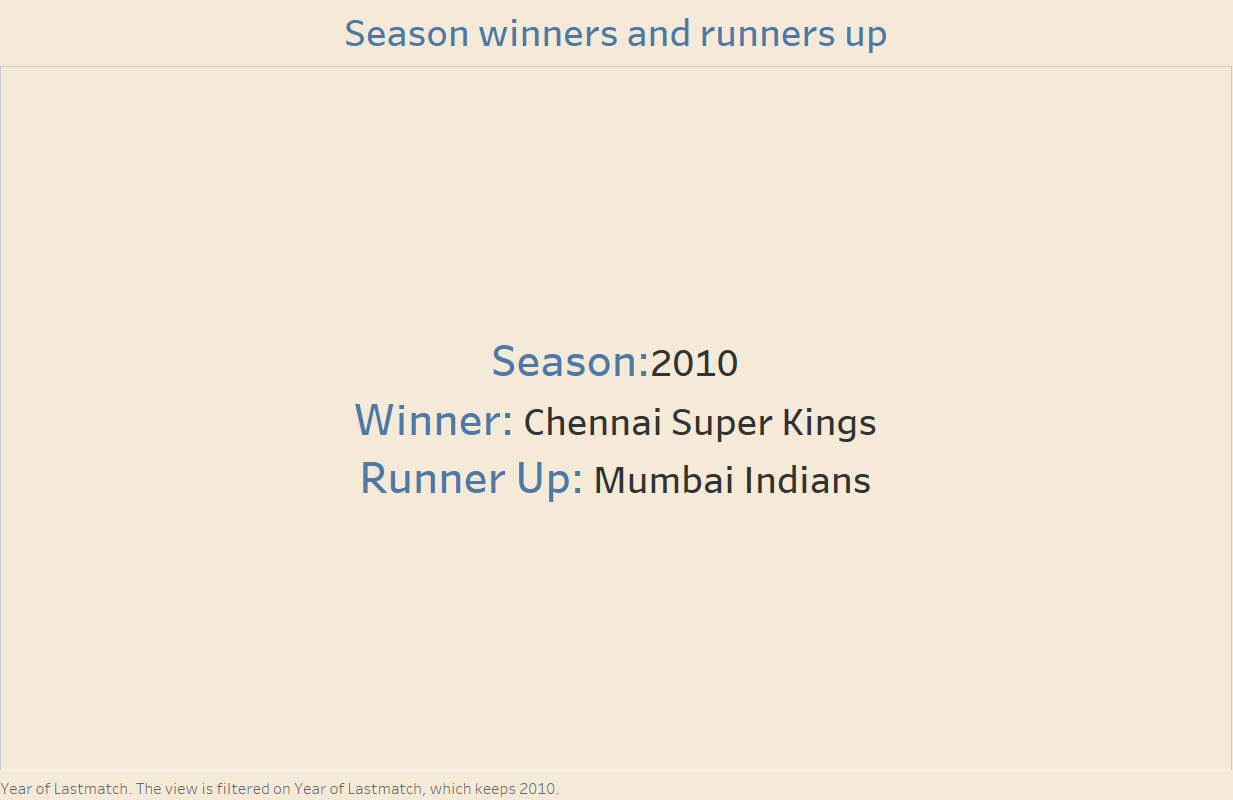 Season winners and runners up
Season:2010
Winner: Chennai Super Kings
Runner Up: Mumbai Indians
Year of Lastmatch. The view is filtered on Year of Lastmatch, which keeps 2010.